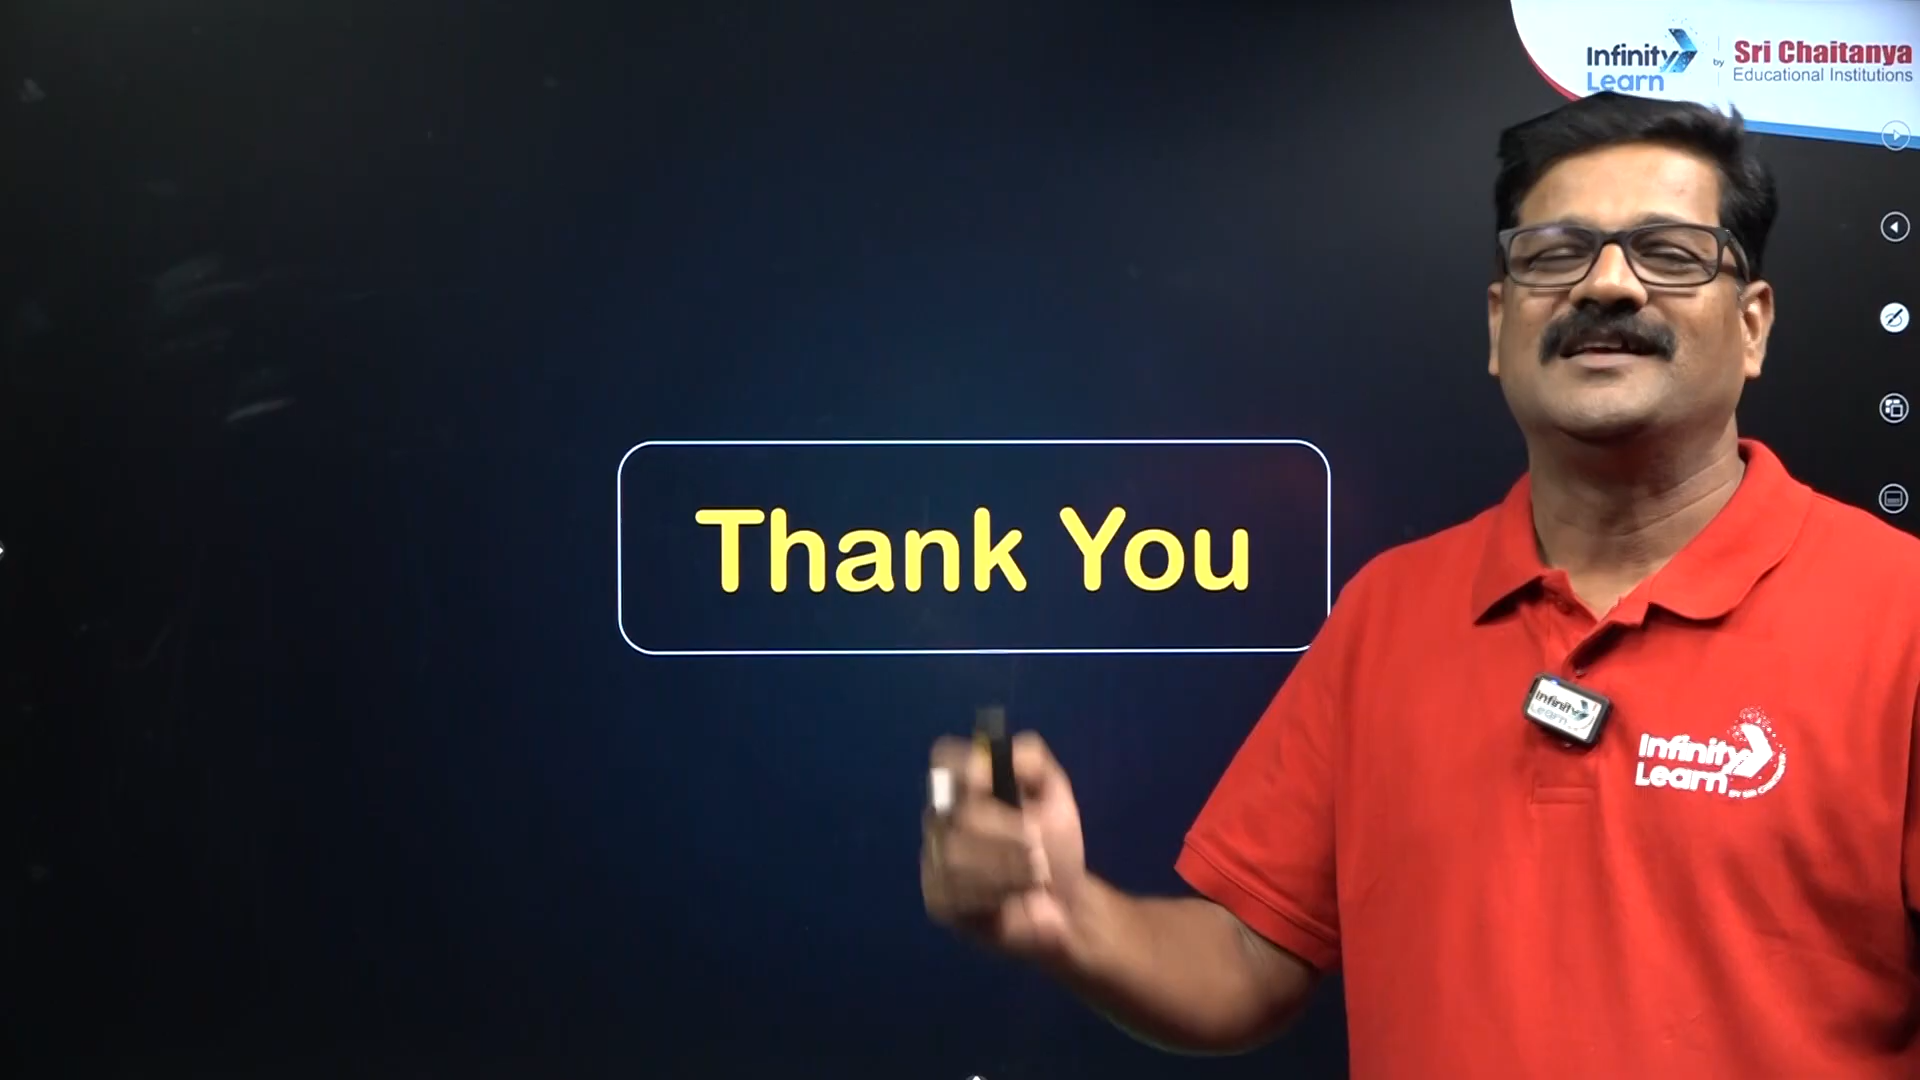 Infinity
Learn
by
Sri Chaitanya
Educational Institutions
Thank You
Infinity
Learn
Infinity
Learn